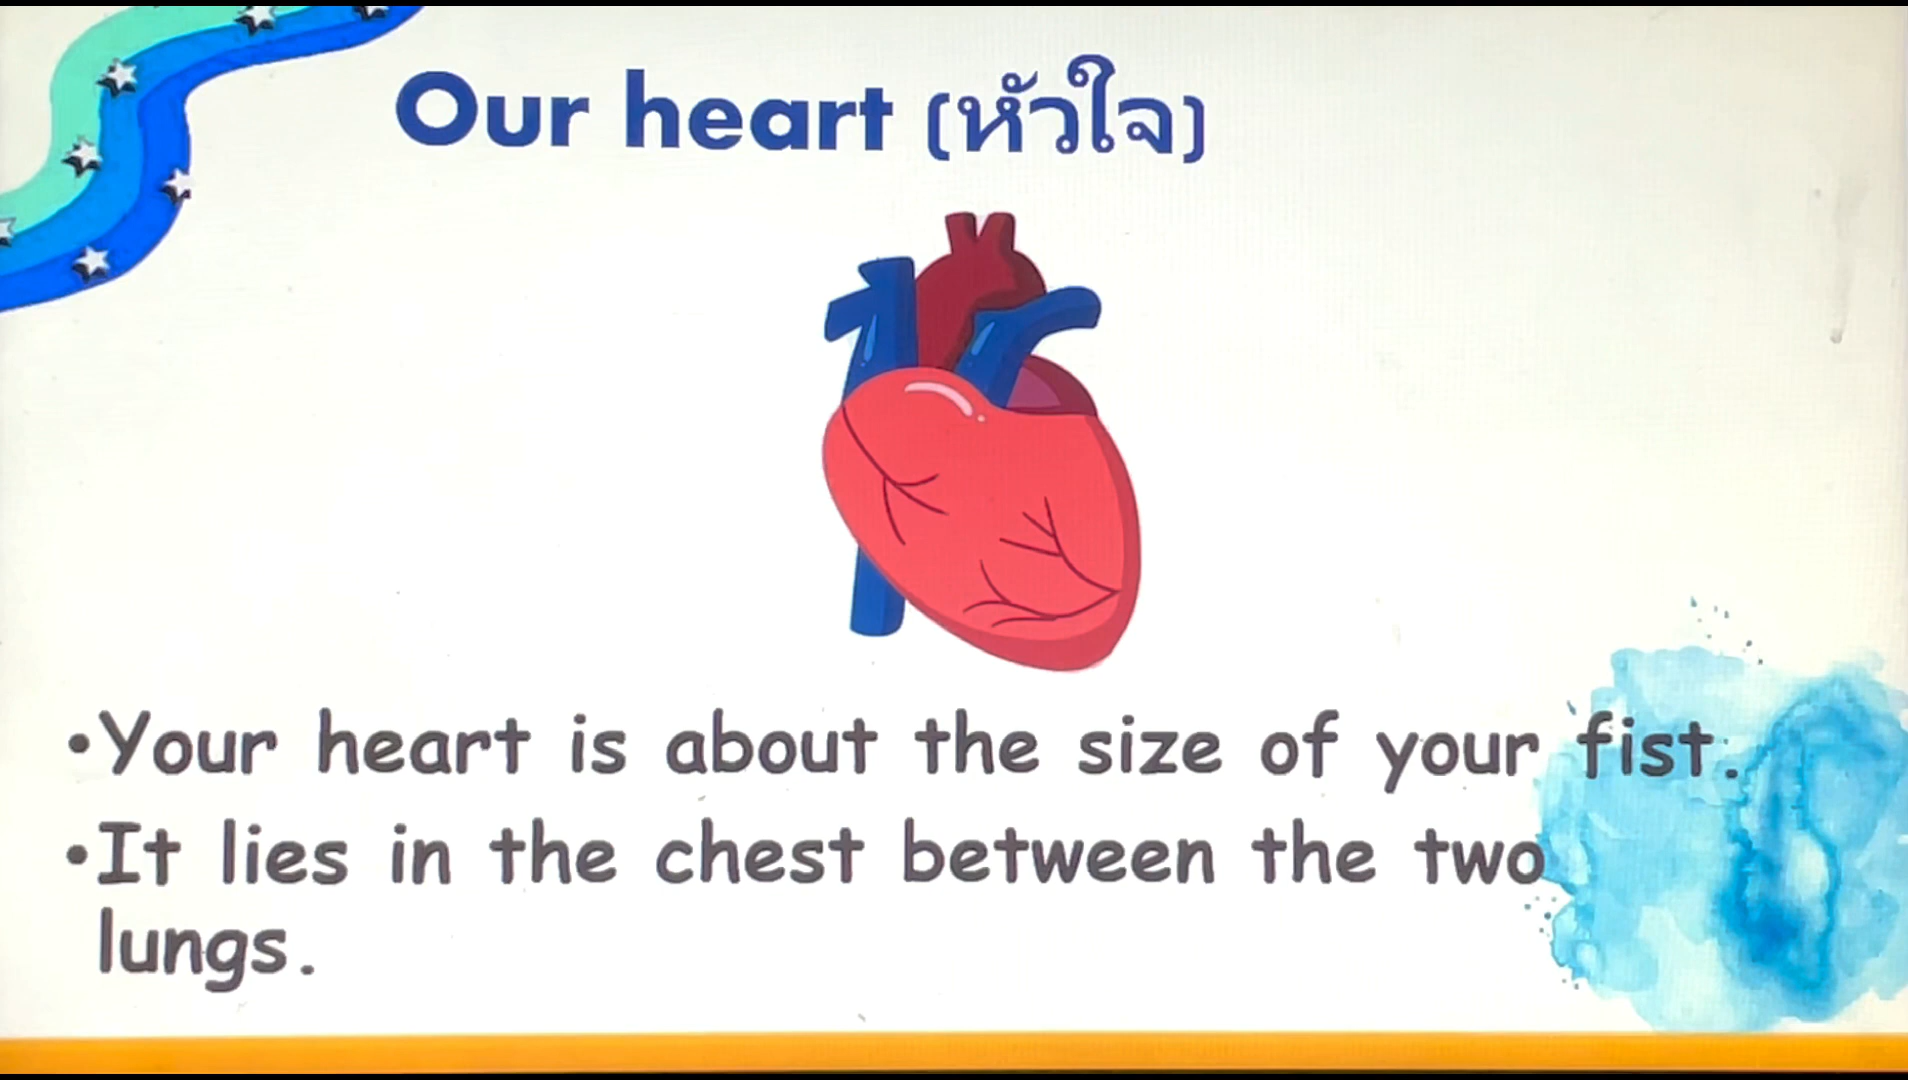 Our heart (หัวใจ)
•Your heart is about the size of your fist.
•It lies in the chest between the two
lungs.